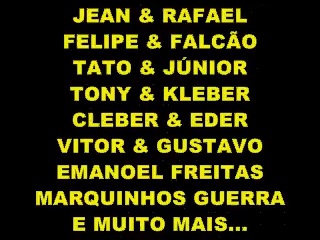 JEAN & RAFAEL
FELIPE & FALCÃO
TATO & JÚNIOR
TONY & KLEBER
CLEBER & EDER
VITOR & GUSTAVO
EMANOEL FREITAS
MARQUINHOS GUERRA
E MUITO MAIS...